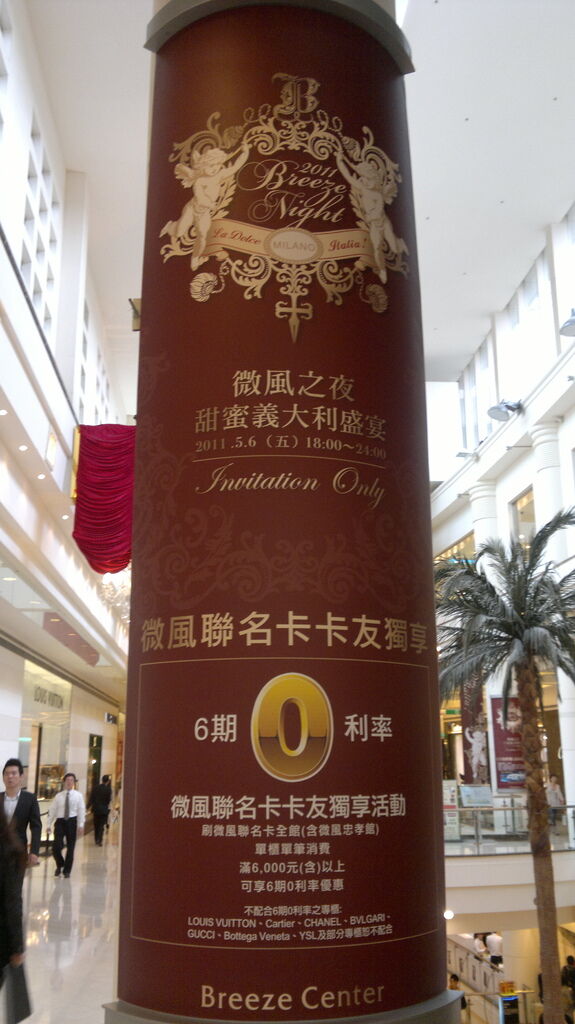 B
2011
Breeze
Night
La Dolce MILANO Italia!
微風之夜
甜蜜義大利盛宴
2011 .5.6（五）18:00～24:00
Invitation Only
微風聯名卡卡友獨享
6期0利率
微風聯名卡卡友獨享活動
刷微風聯名卡全館(含微風忠孝館)
單櫃單筆消費
滿6,000元(含)以上
可享6期0利率優惠
不配合6期0利率之專櫃:
LOUIS VUITTON、Cartier、CHANEL、BVLGARI、
GUCCI、Bottega Veneta、YSL及部分專櫃恕不配合
Breeze Center
LOUIS VUITTON